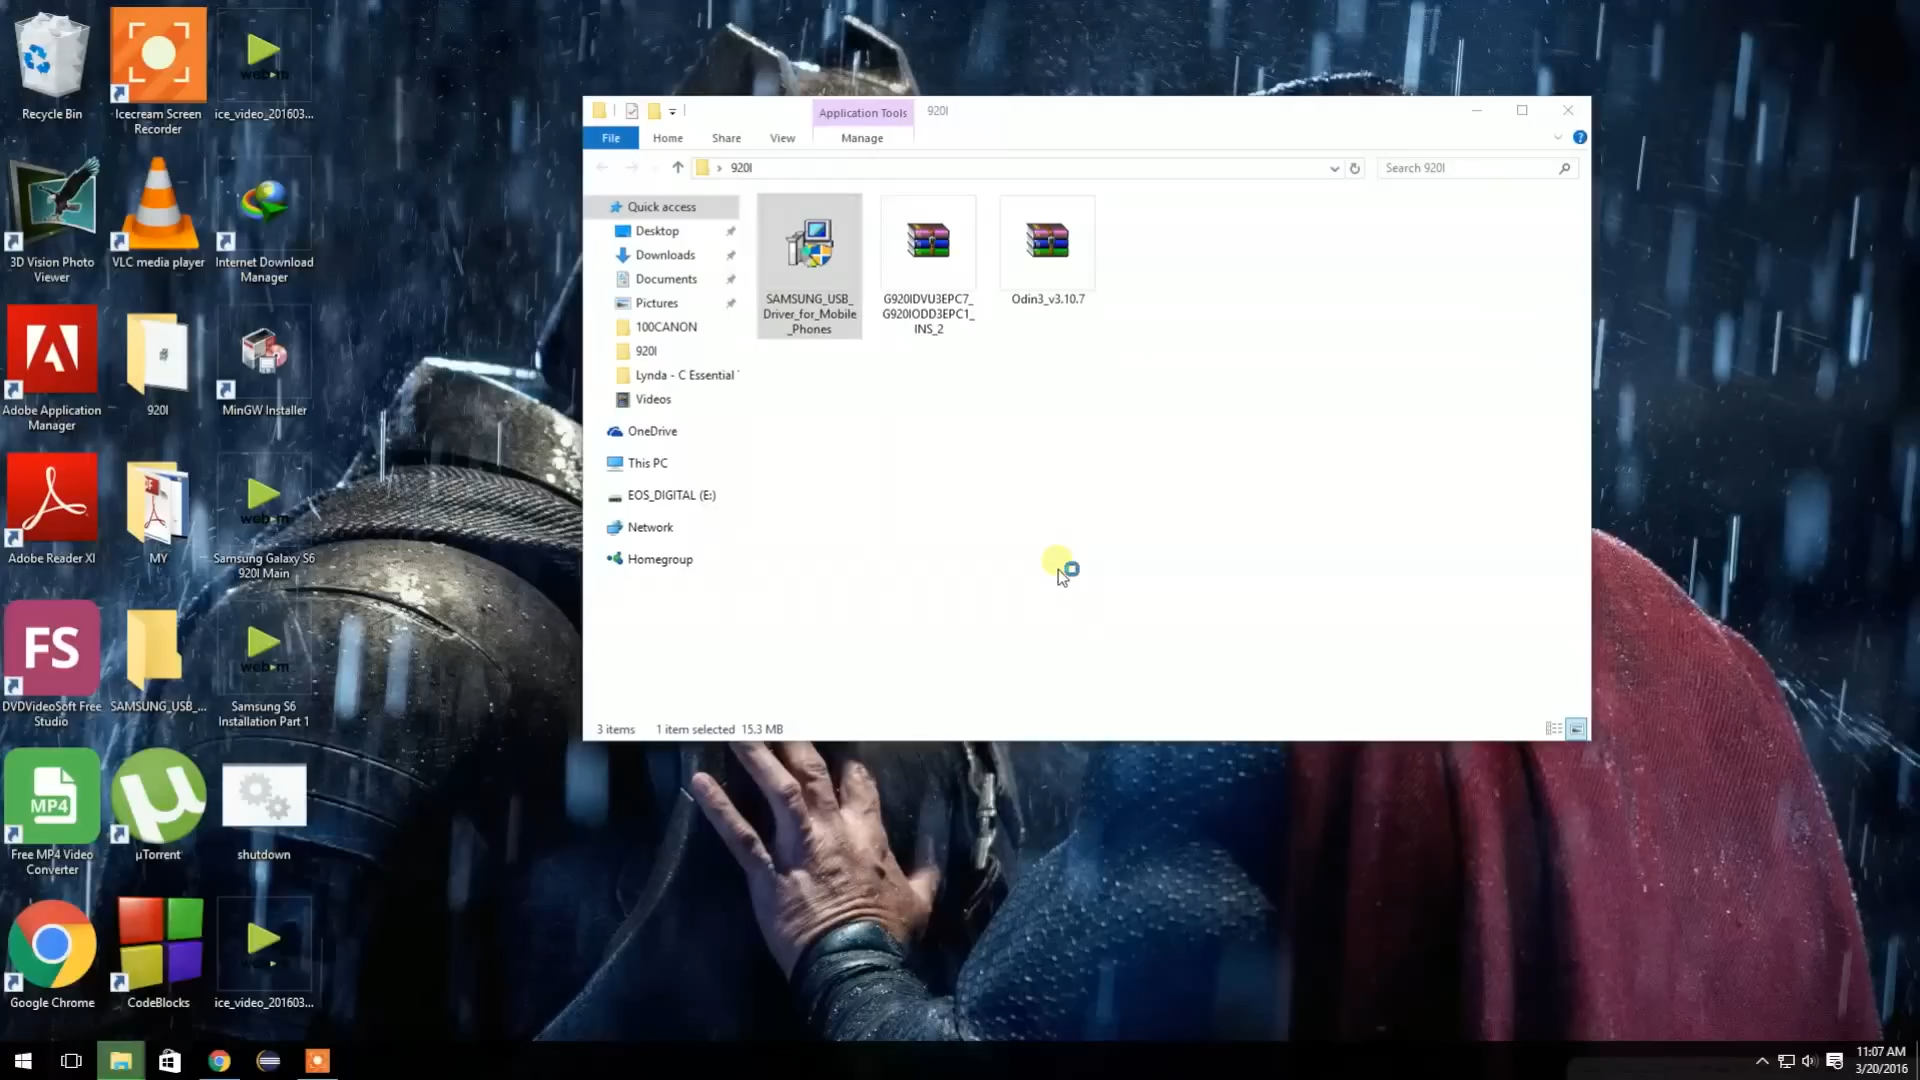 Recycle Bin
Icecream Screen
Recorder
web-m
ice_video_201603...
3D Vision Photo
Viewer
VLC media player
Internet Download
Manager
Adobe Application
Manager
920I
MinGW Installer
Adobe Reader XI
MY
web-m
Samsung Galaxy S6
920I Main
FS
DVDVideoSoft Free
Studio
SAMSUNG_USB_...
web-m
Samsung S6
Installation Part 1
MP4
Free MP4 Video
Converter
µTorrent
shutdown
Google Chrome
CodeBlocks
ice_video_201603...
Application Tools
920I
File
Home
Share
View
Manage
920I
Search 920I
Quick access
Desktop
Downloads
Documents
Pictures
100CANON
920I
Lynda - C Essential
Videos
OneDrive
This PC
EOS_DIGITAL (E:)
Network
Homegroup
SAMSUNG_USB_
Driver_for_Mobile
_Phones
G920IDVU3EPC7_
G920IODD3EPC1_
INS_2
Odin3_v3.10.7
3 items
1 item selected 15.3 MB
11:07 AM
3/20/2016